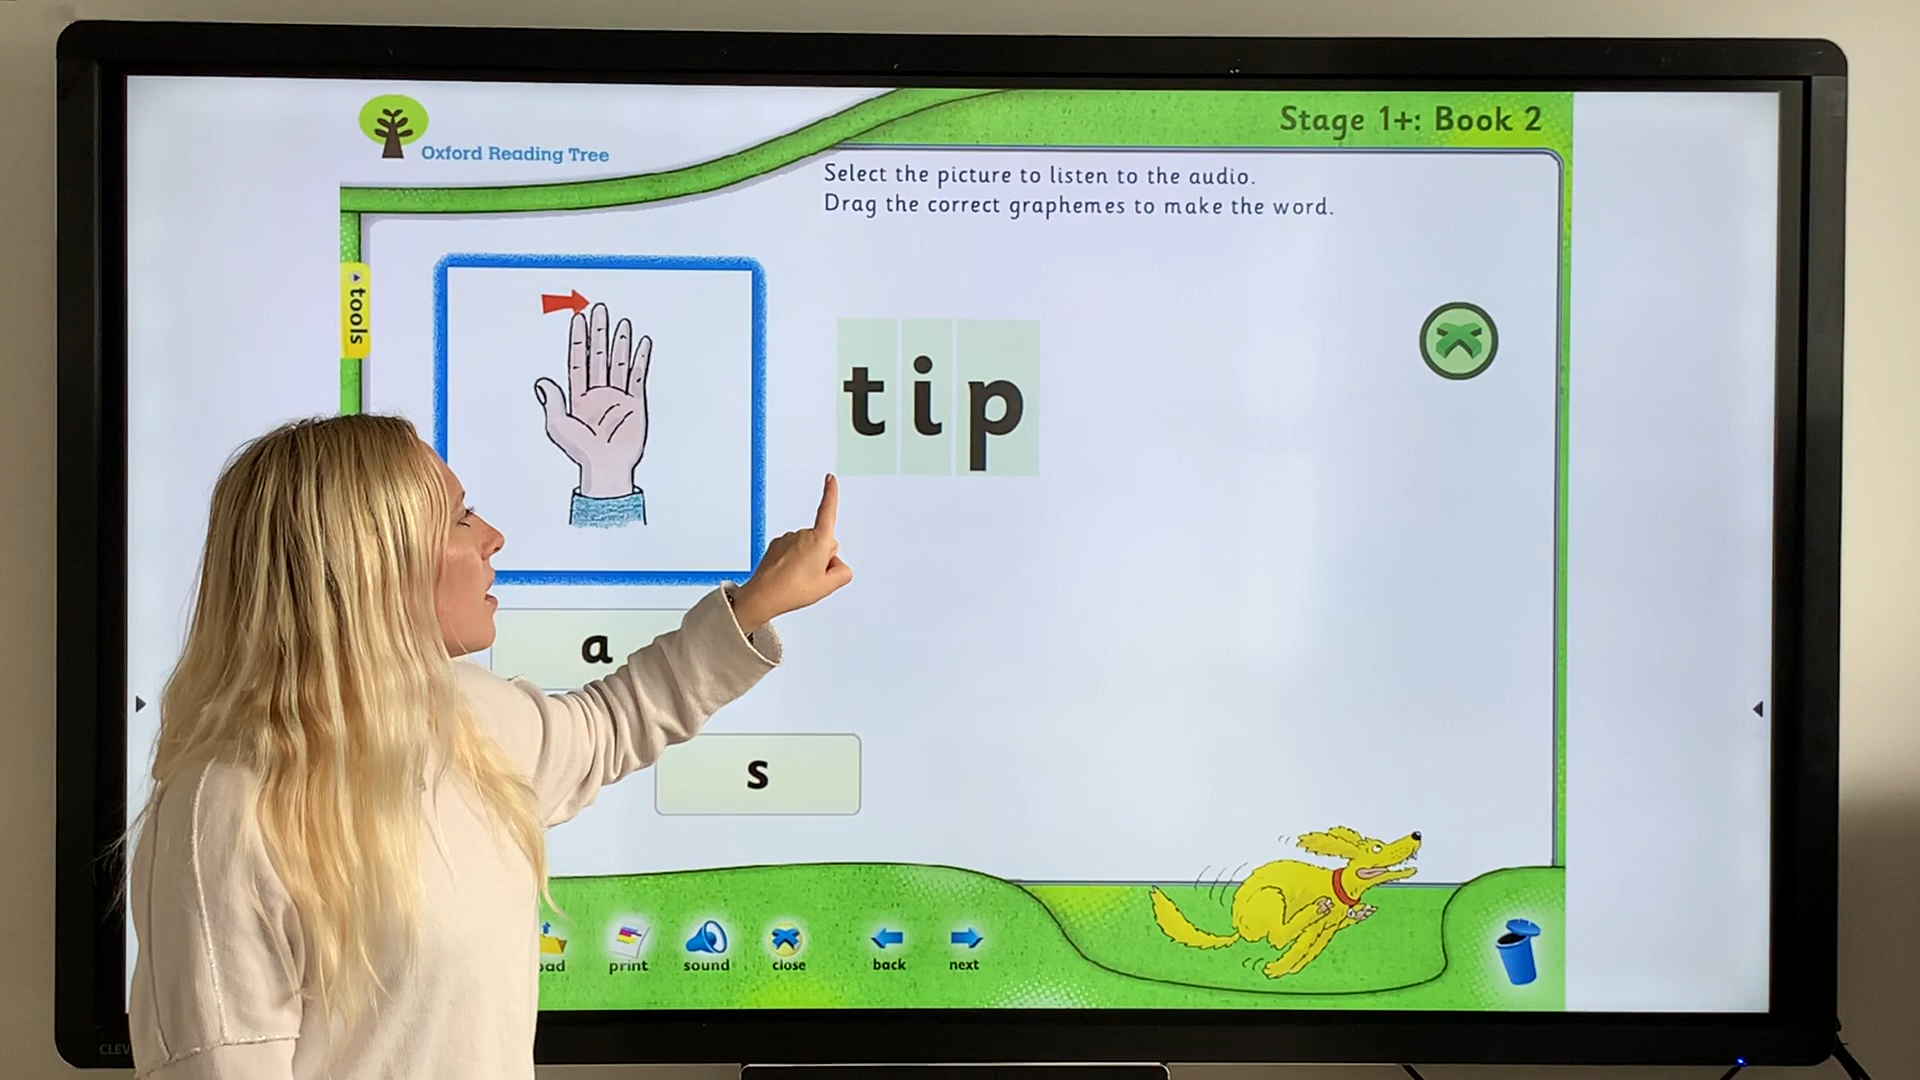 Stage 1+: Book 2
Oxford Reading Tree
Select the picture to listen to the audio.
Drag the correct graphemes to make the word.
tools
tip
a
s
print
sound
close
back
next